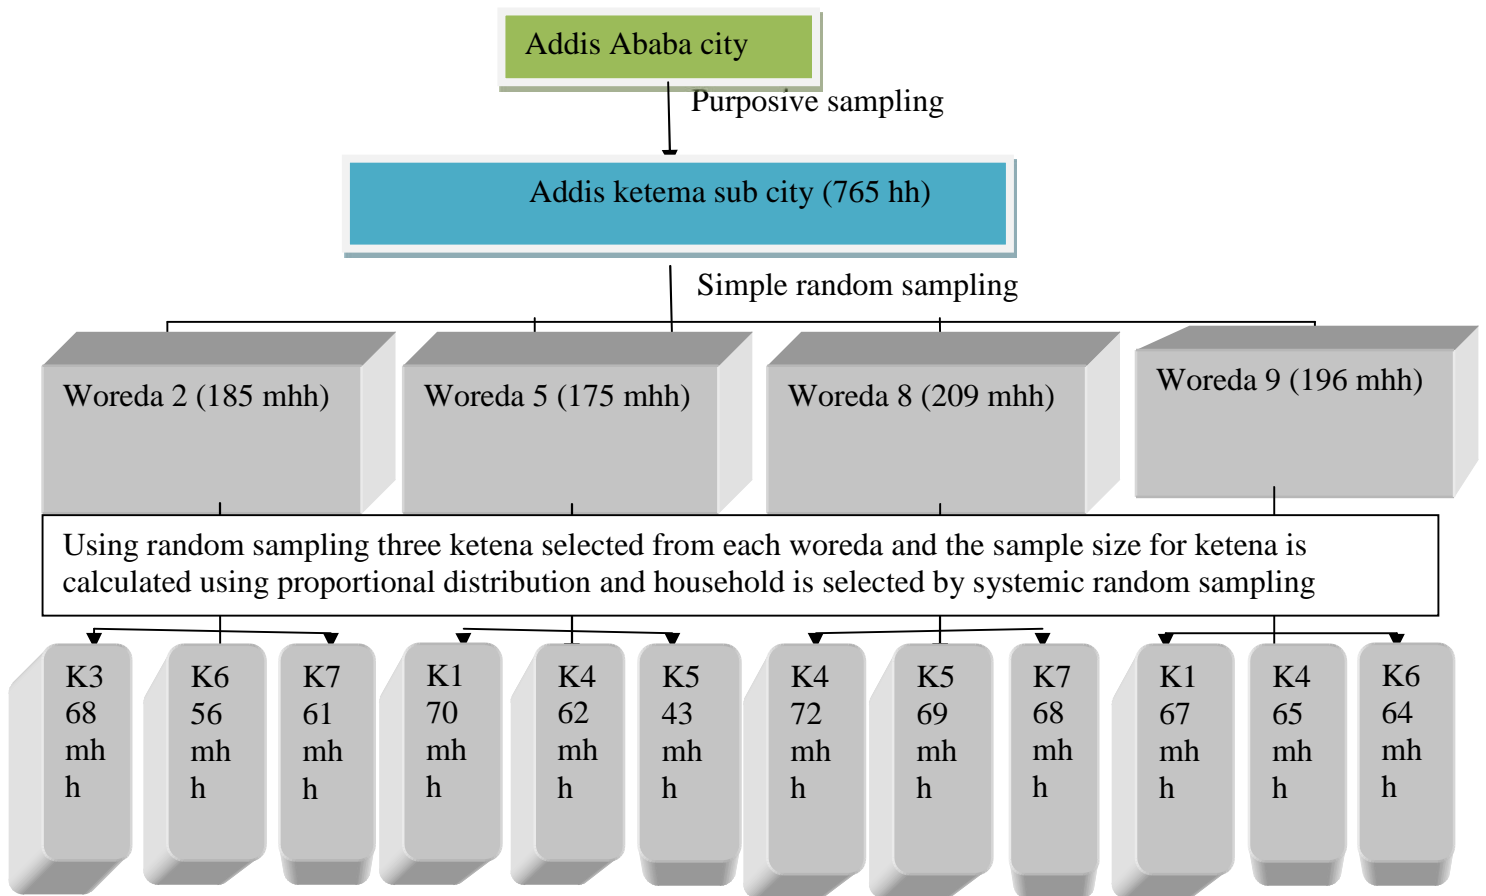 Addis Ababa city
Purposive sampling
Addis ketema sub city (765 hh)
Simple random sampling
Woreda 2 (185 mhh)
Woreda 5 (175 mhh)
Woreda 8 (209 mhh)
Woreda 9 (196 mhh)
Using random sampling three ketena selected from each woreda and the sample size for ketena is
calculated using proportional distribution and household is selected by systemic random sampling
K3
68
mh
h
K6
56
mh
h
K7
61
mh
h
K1
70
mh
h
K4
62
mh
h
K5
43
mh
h
K4
72
mh
h
K5
69
mh
h
K7
68
mh
h
K1
67
mh
h
K4
65
mh
h
K6
64
mh
h